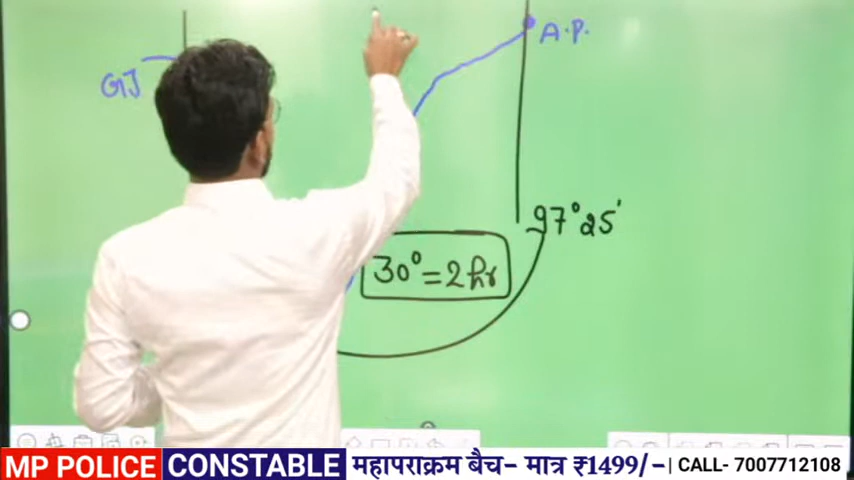 A.P.
GJ
97°25'
30°=2hr
MP POLICE CONSTABLE महापराक्रम बैच- मात्र ₹1499/- | CALL- 7007712108